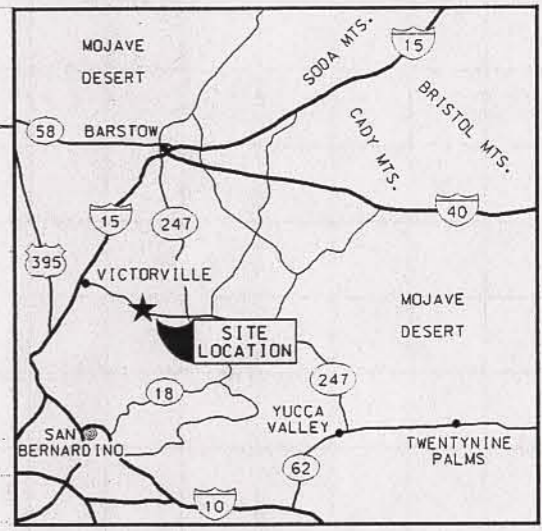 MOJAVE
DESERT
15
SODA MTS.
BRISTOL MTS.
58
BARSTOW
CADY MTS.
15
247
40
395
VICTORVILLE
MOJAVE
DESERT
SITE
LOCATION
18
247
YUCCA
VALLEY
SAN
BERNARDINO
TWENTYNINE
PALMS
62
10